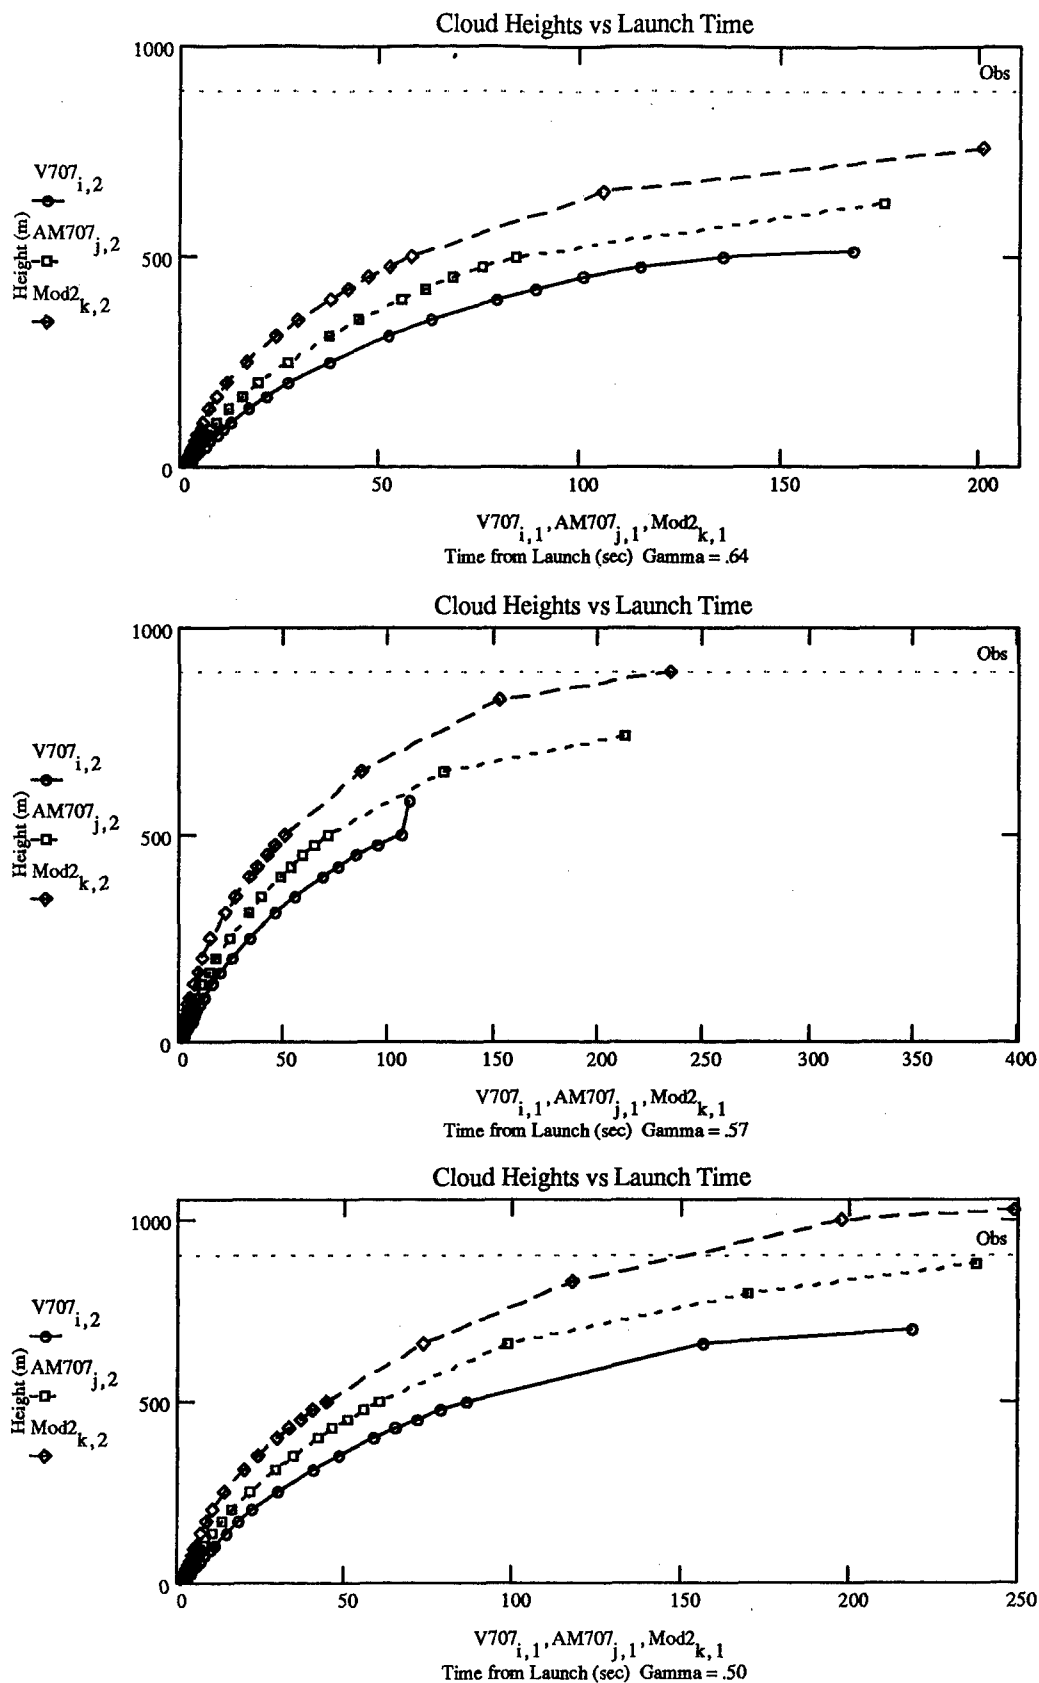 Cloud Heights vs Launch Time
1000
Obs
V707i,2
AM707j,2
Height (m)
500
Mod2k,2
0
0 50 100 150 200
V707i,1, AM707j,1, Mod2k,1
Time from Launch (sec) Gamma = .64
Cloud Heights vs Launch Time
1000
Obs
V707i,2
AM707j,2
Height (m)
500
Mod2k,2
0
0 50 100 150 200 250 300 350 400
V707i,1, AM707j,1, Mod2k,1
Time from Launch (sec) Gamma = .57
Cloud Heights vs Launch Time
1000
Obs
V707i,2
AM707j,2
Height (m)
500
Mod2k,2
0
0 50 100 150 200 250
V707i,1, AM707j,1, Mod2k,1
Time from Launch (sec) Gamma = .50